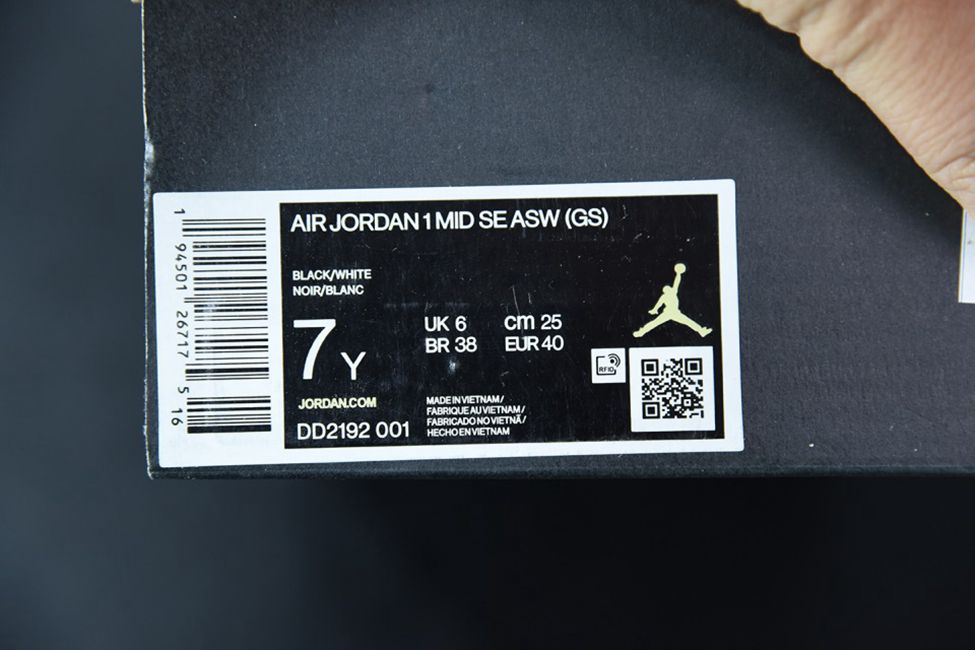 1 94501 26717 5 16
AIR JORDAN 1 MID SE ASW (GS)
BLACK/WHITE
NOIR/BLANC
7 Y
UK 6 cm 25
BR 38 EUR 40
RFID
JORDAN.COM
DD2192 001
MADE IN VIETNAM/
FABRIQUE AU VIETNAM/
FABRICADO NO VIETNÃ/
HECHO EN VIETNAM